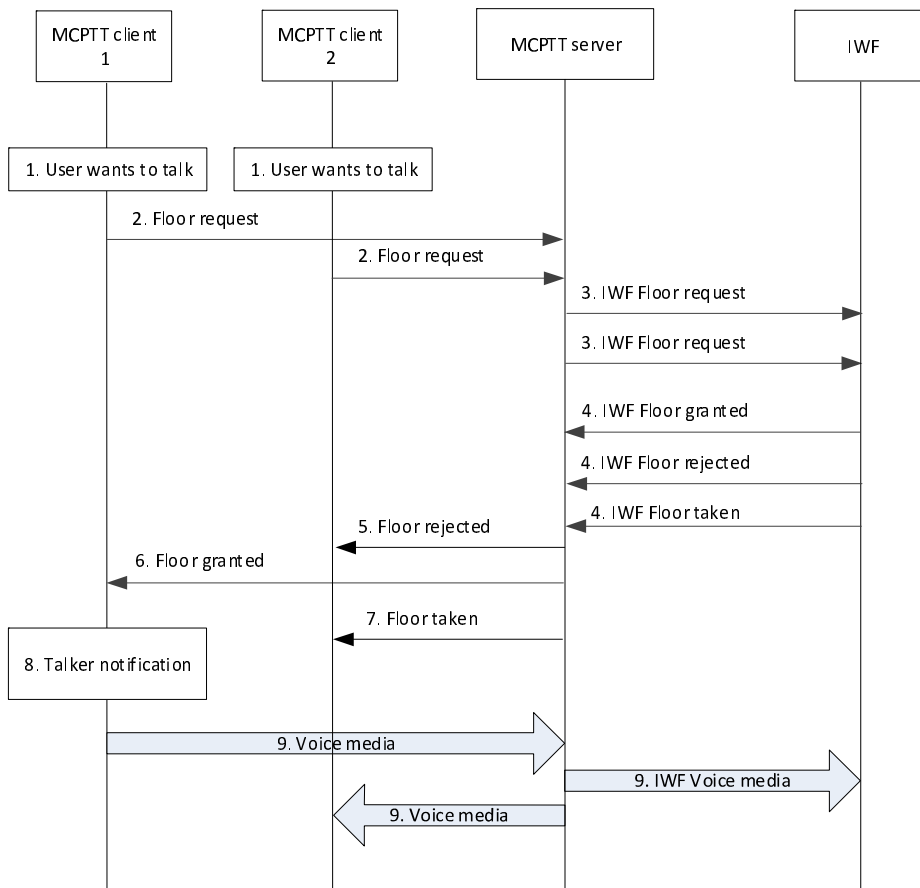 MCPTT client
1
MCPTT client
2
MCPTT server
IWF
1. User wants to talk
1. User wants to talk
2. Floor request
2. Floor request
3. IWF Floor request
3. IWF Floor request
4. IWF Floor granted
4. IWF Floor rejected
4. IWF Floor taken
5. Floor rejected
6. Floor granted
7. Floor taken
8. Talker notification
9. Voice media
9. IWF Voice media
9. Voice media